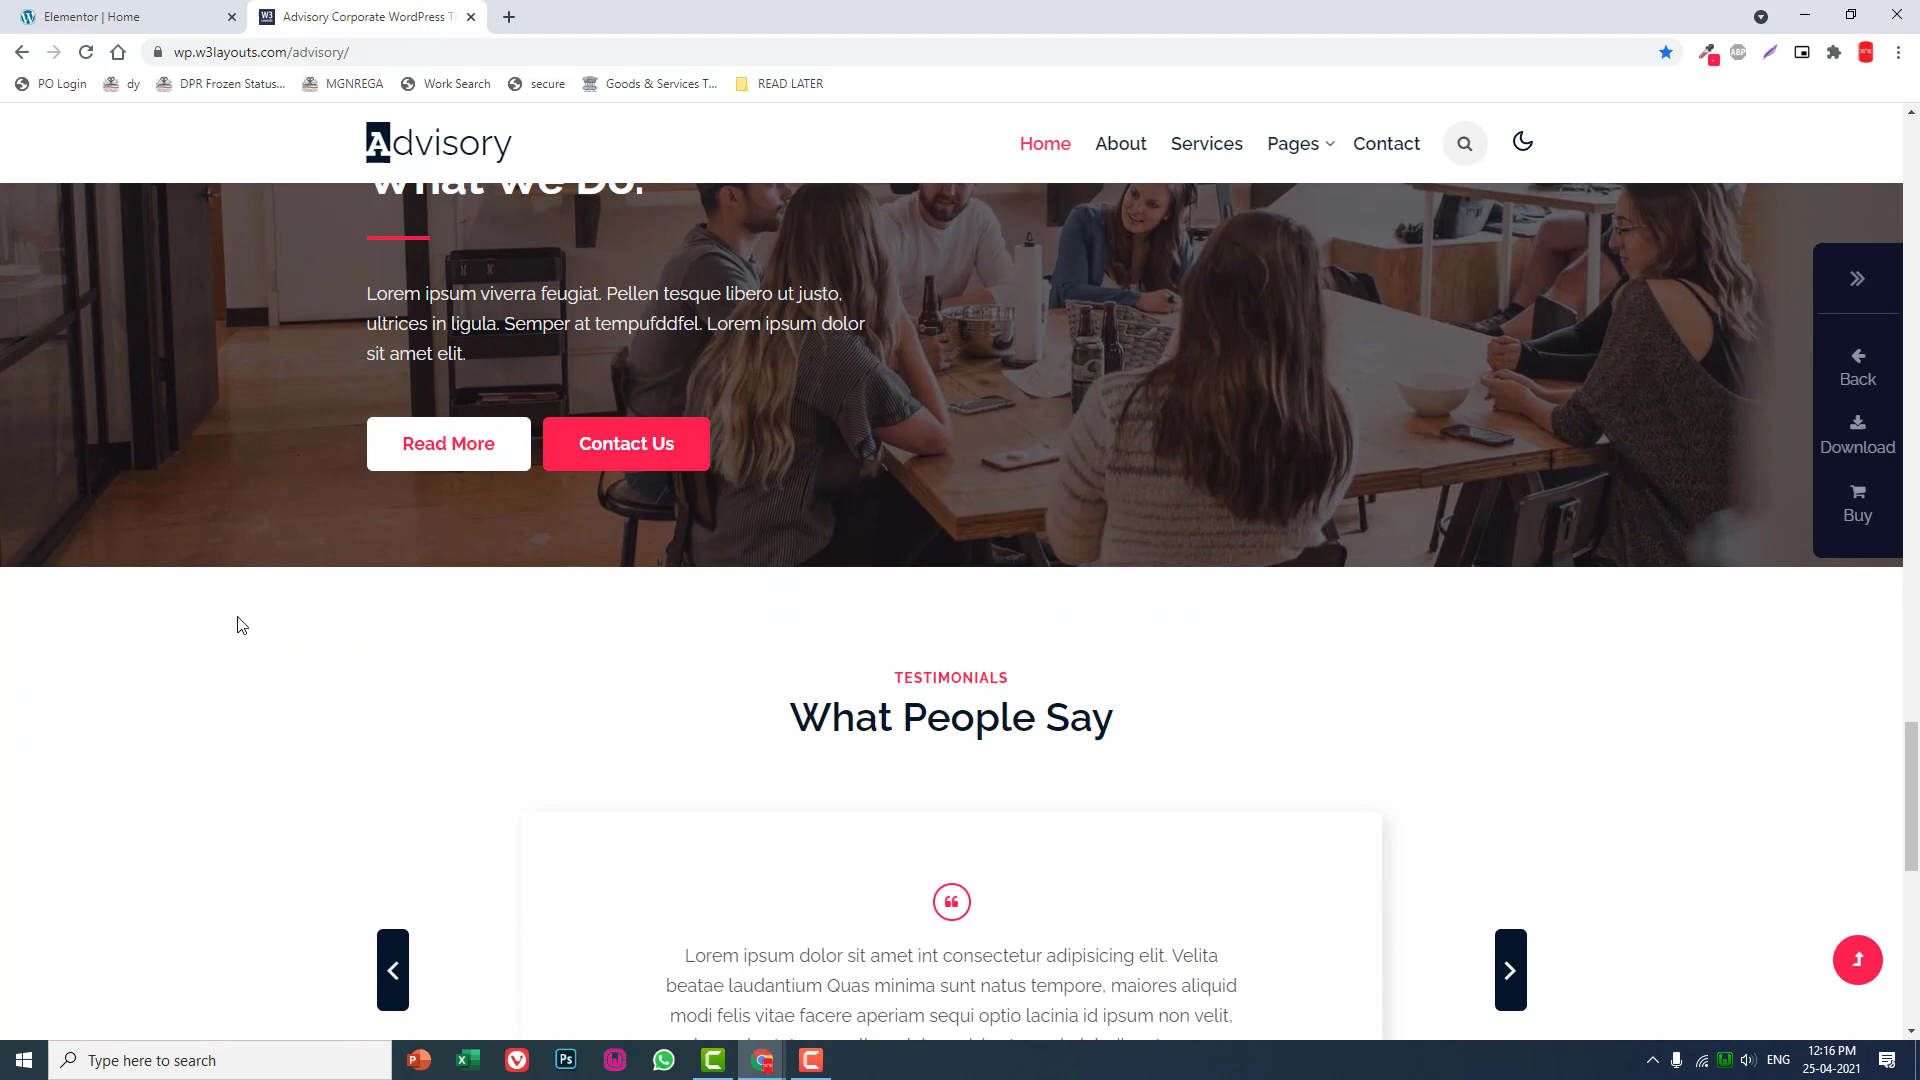 Elementor | Home
Advisory Corporate WordPress T
wp.w3layouts.com/advisory/
PO Login
dy
DPR Frozen Status...
MGNREGA
Work Search
secure
Goods & Services T...
READ LATER
Advisory
Home
About
Services
Pages
Contact
What We Do.
Lorem ipsum viverra feugiat. Pellen tesque libero ut justo,
ultrices in ligula. Semper at tempufddfel. Lorem ipsum dolor
sit amet elit.
Read More
Contact Us
Back
Download
Buy
TESTIMONIALS
What People Say
Lorem ipsum dolor sit amet int consectetur adipisicing elit. Velita
beatae laudantium Quas minima sunt natus tempore, maiores aliquid
modi felis vitae facere aperiam sequi optio lacinia id ipsum non velit,
Type here to search
ENG
12:16 PM
25-04-2021